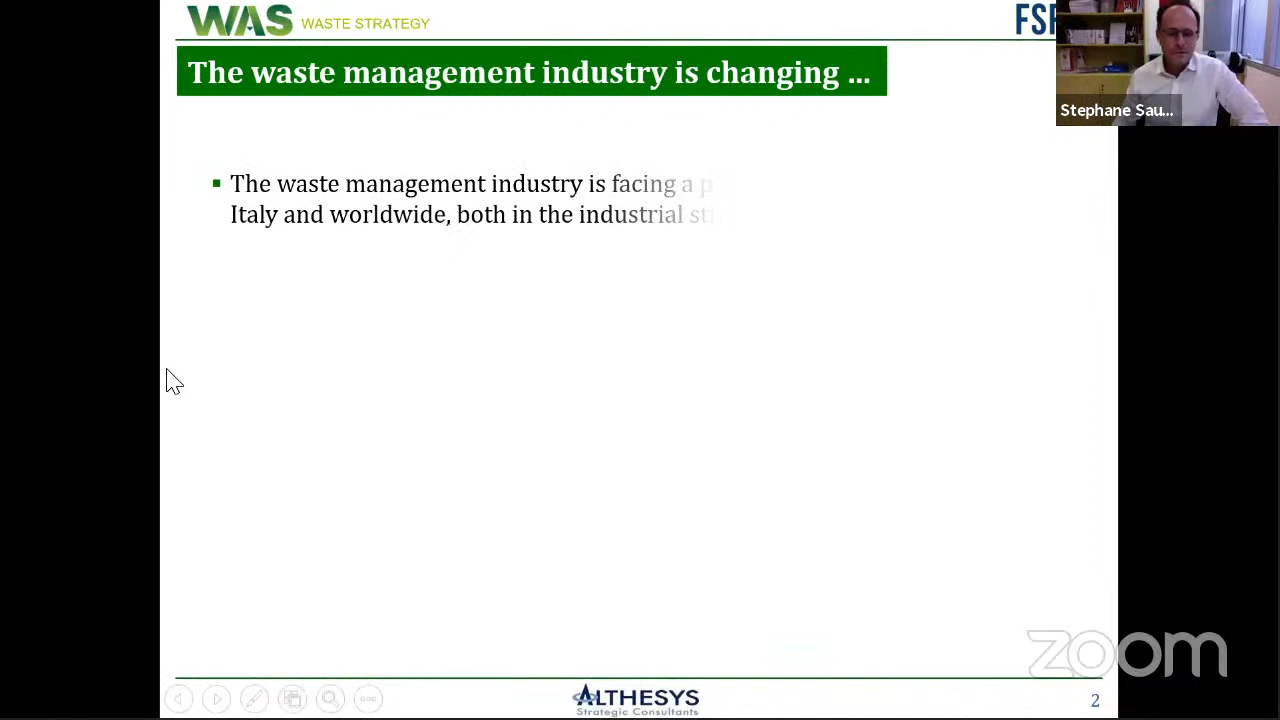 WAS WASTE STRATEGY
FSR
Stephane Sau...
The waste management industry is changing ...
▪ The waste management industry is facing a
Italy and worldwide, both in the industrial
zoom
ALTHESYS
Strategic Consultants
2